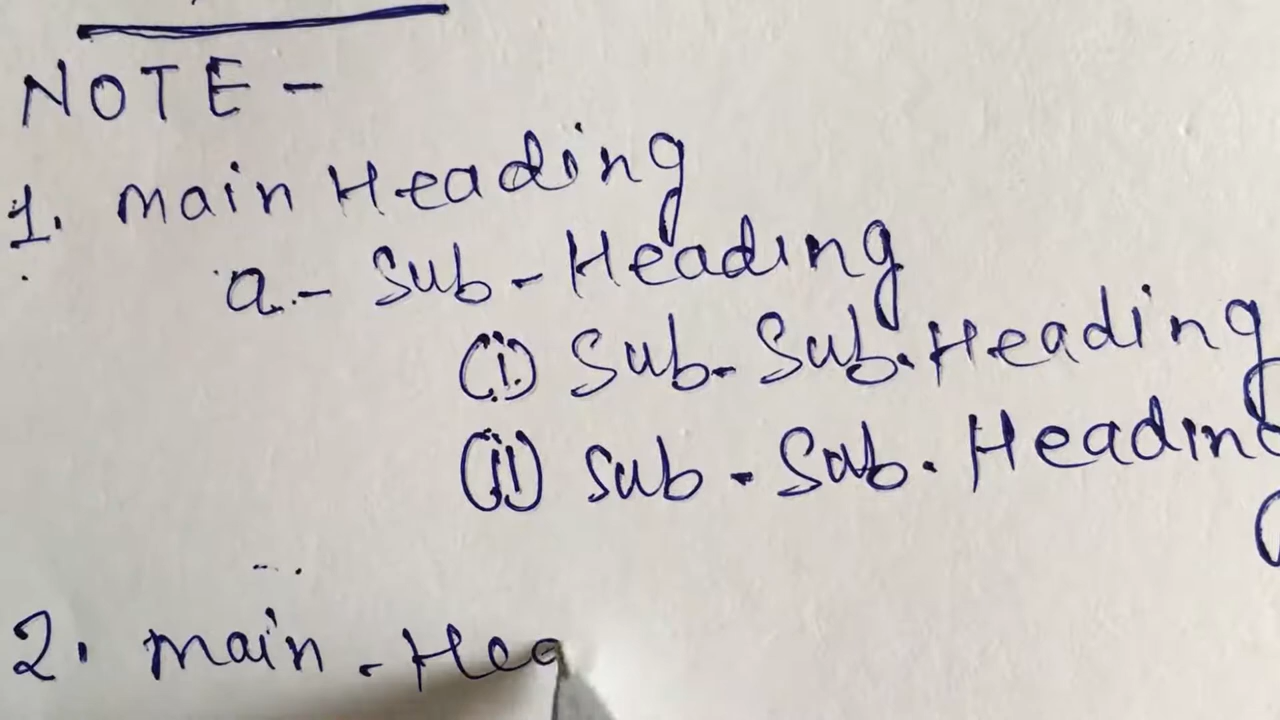 NOTE -
1. main Heading
a.- Sub-Heading
(i) Sub-Sub-Heading
(ii) Sub-Sub-Heading
2. main-Hea